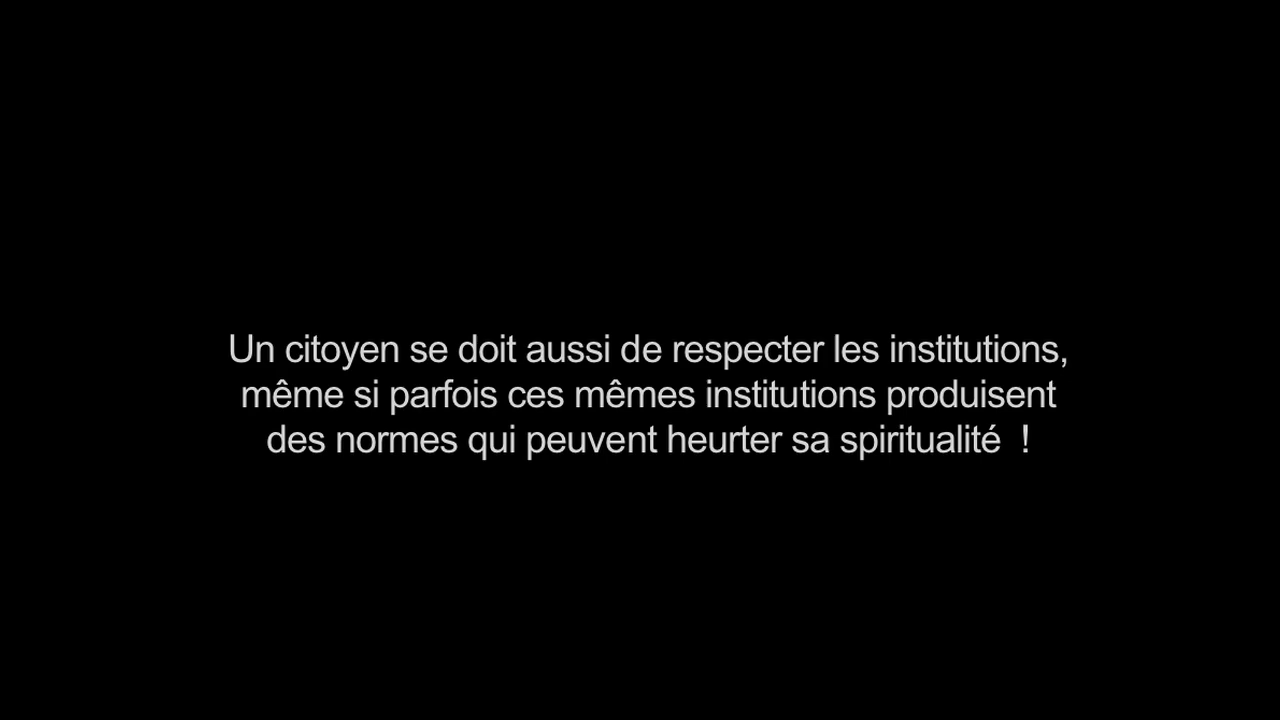 Un citoyen se doit aussi de respecter les institutions,
même si parfois ces mêmes institutions produisent
des normes qui peuvent heurter sa spiritualité  !